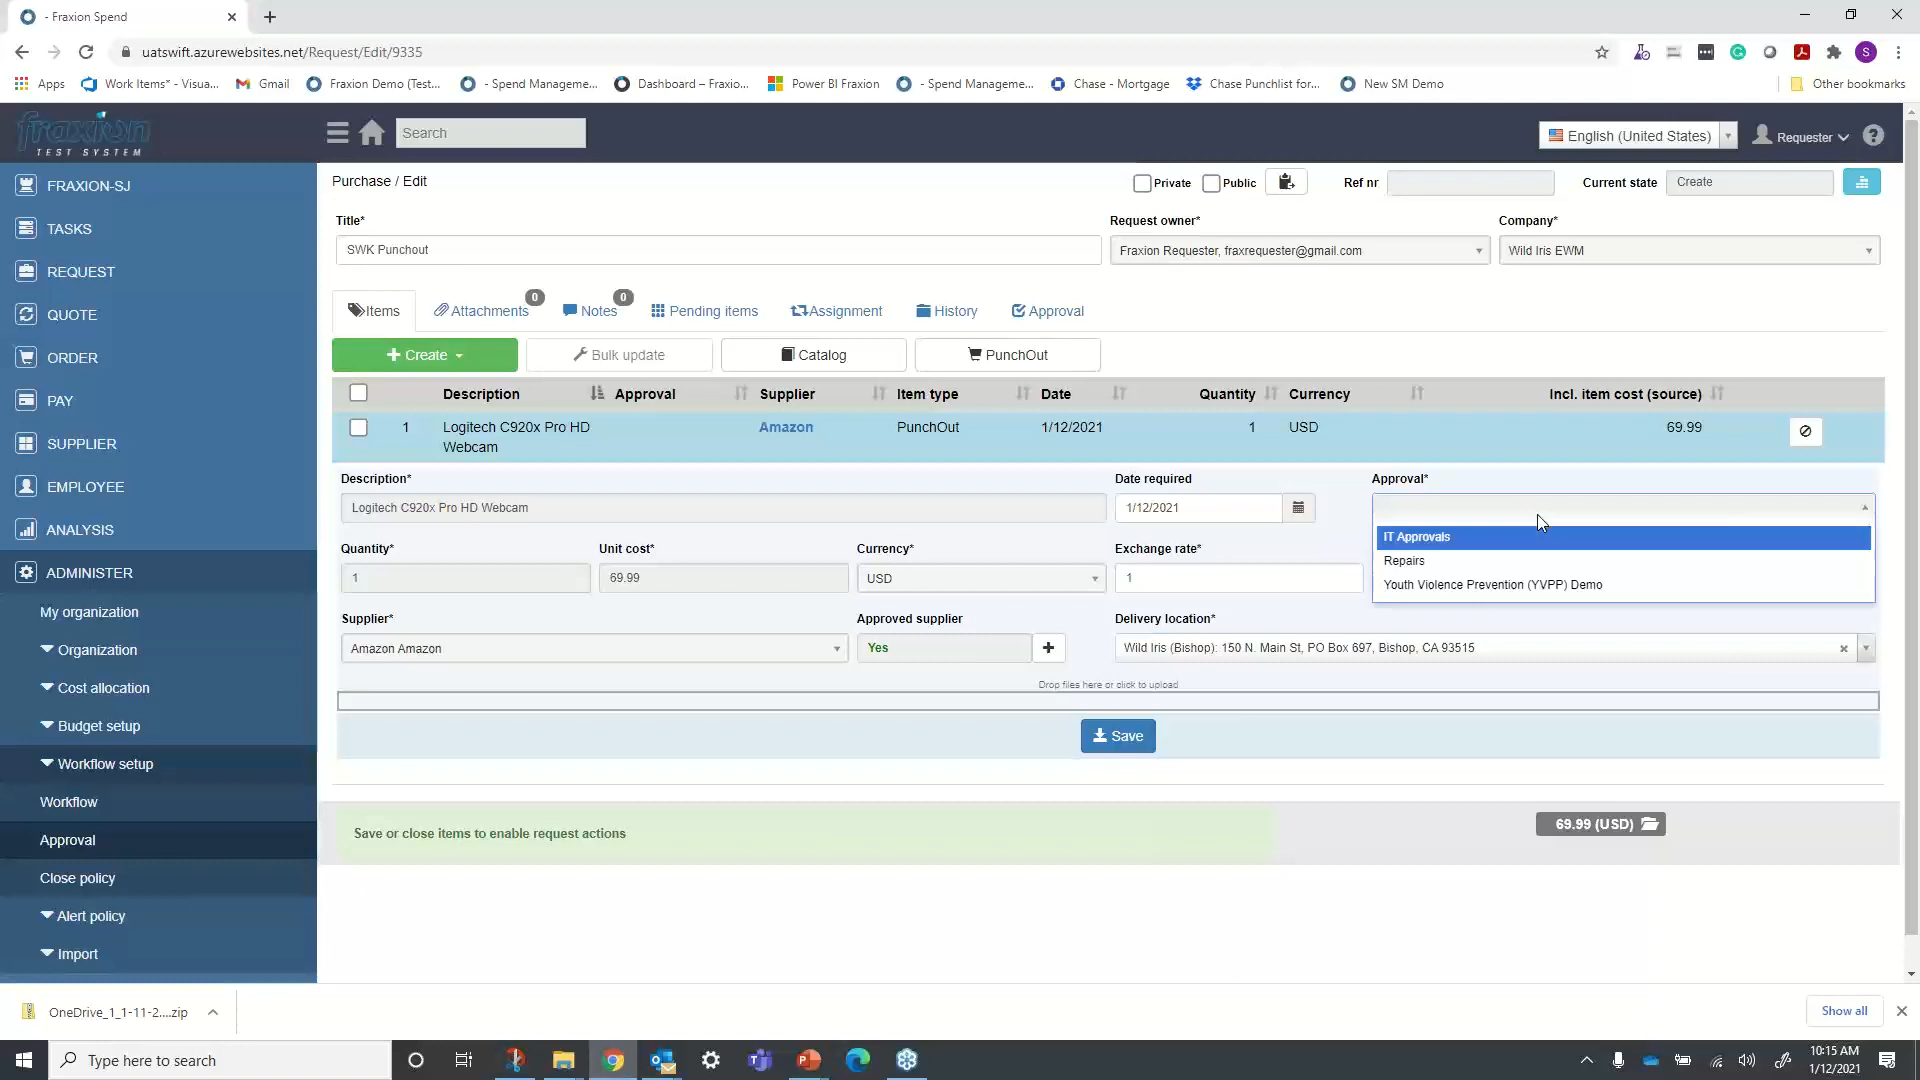 - Fraxion Spend
uatswift.azurewebsites.net/Request/Edit/9335
Apps
Work Items* - Visua...
Gmail
Fraxion Demo (Test...
- Spend Manageme...
Dashboard – Fraxio...
Power BI Fraxion
- Spend Manageme...
Chase - Mortgage
Chase Punchlist for...
New SM Demo
Other bookmarks
fraxion
TEST SYSTEM
Search
English (United States)
Requester
FRAXION-SJ
TASKS
REQUEST
QUOTE
ORDER
PAY
SUPPLIER
EMPLOYEE
ANALYSIS
ADMINISTER
My organization
Organization
Cost allocation
Budget setup
Workflow setup
Workflow
Approval
Close policy
Alert policy
Import
Purchase / Edit
Private
Public
Ref nr
Current state
Create
Title*
Request owner*
Company*
SWK Punchout
Fraxion Requester, fraxrequester@gmail.com
Wild Iris EWM
Items
Attachments
0
Notes
0
Pending items
Assignment
History
Approval
+ Create
Bulk update
Catalog
PunchOut
Description Approval Supplier Item type Date Quantity Currency Incl. item cost (source)
1 Logitech C920x Pro HD Webcam Amazon PunchOut 1/12/2021 1 USD 69.99
Description*
Date required
Approval*
Logitech C920x Pro HD Webcam
1/12/2021
IT Approvals
Repairs
Youth Violence Prevention (YVPP) Demo
Quantity*
Unit cost*
Currency*
Exchange rate*
1
69.99
USD
1
Supplier*
Approved supplier
Delivery location*
Amazon Amazon
Yes
Wild Iris (Bishop): 150 N. Main St, PO Box 697, Bishop, CA 93515
Drop files here or click to upload
Save
Save or close items to enable request actions
69.99 (USD)
OneDrive_1_1-11-2....zip
Show all
Type here to search
10:15 AM
1/12/2021